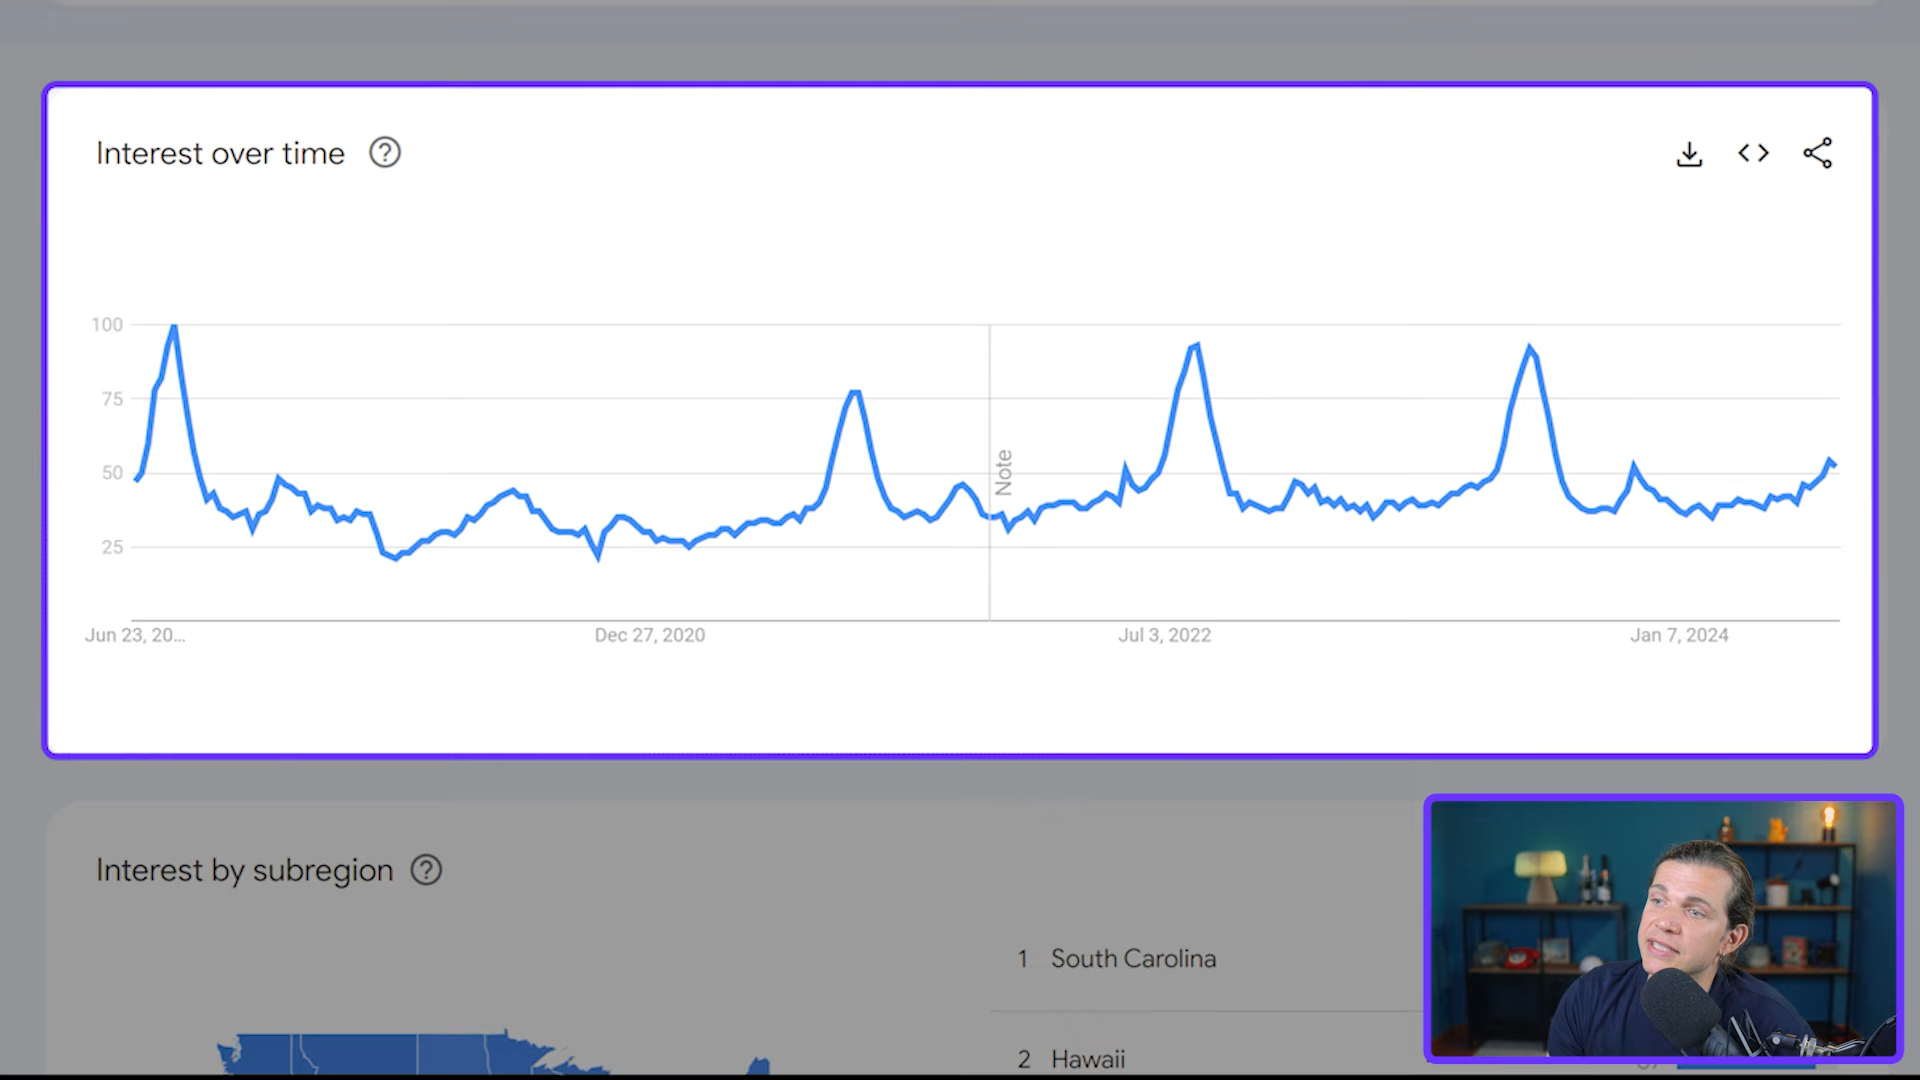 Interest over time
100
75
50
25
Note
Jun 23, 20...
Dec 27, 2020
Jul 3, 2022
Jan 7, 2024
Interest by subregion
1 South Carolina
2 Hawaii